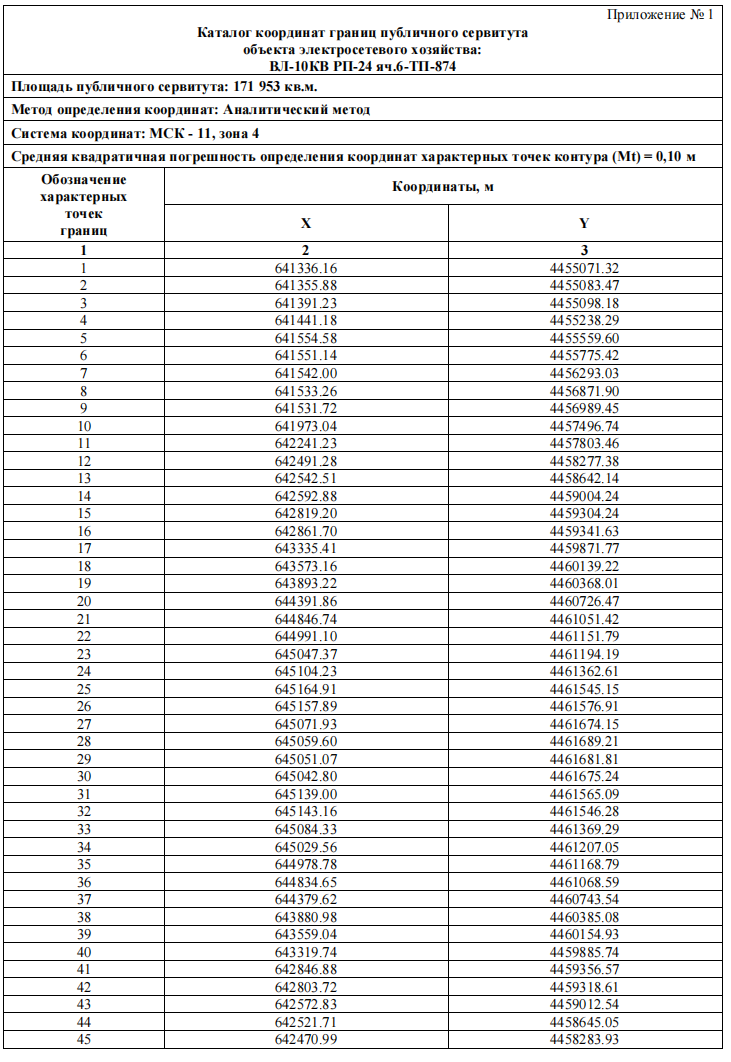 Приложение № 1
Каталог координат границ публичного сервитута
объекта электросетевого хозяйства:
ВЛ-10КВ РП-24 яч.6-ТП-874
Площадь публичного сервитута: 171 953 кв.м.
Метод определения координат: Аналитический метод
Система координат: МСК - 11, зона 4
Средняя квадратичная погрешность определения координат характерных точек контура (Mt) = 0,10 м
Обозначение
характерных
точек
границ
Координаты, м
X Y
1 2 3
1 641336.16 4455071.32
2 641355.88 4455083.47
3 641391.23 4455098.18
4 641441.18 4455238.29
5 641554.58 4455559.60
6 641551.14 4455775.42
7 641542.00 4456293.03
8 641533.26 4456871.90
9 641531.72 4456989.45
10 641973.04 4457496.74
11 642241.23 4457803.46
12 642491.28 4458277.38
13 642542.51 4458642.14
14 642592.88 4459004.24
15 642819.20 4459304.24
16 642861.70 4459341.63
17 643335.41 4459871.77
18 643573.16 4460139.22
19 643893.22 4460368.01
20 644391.86 4460726.47
21 644846.74 4461051.42
22 644991.10 4461151.79
23 645047.37 4461194.19
24 645104.23 4461362.61
25 645164.91 4461545.15
26 645157.89 4461576.91
27 645071.93 4461674.15
28 645059.60 4461689.21
29 645051.07 4461681.81
30 645042.80 4461675.24
31 645139.00 4461565.09
32 645143.16 4461546.28
33 645084.33 4461369.29
34 645029.56 4461207.05
35 644978.78 4461168.79
36 644834.65 4461068.59
37 644379.62 4460743.54
38 643880.98 4460385.08
39 643559.04 4460154.93
40 643319.74 4459885.74
41 642846.88 4459356.57
42 642803.72 4459318.61
43 642572.83 4459012.54
44 642521.71 4458645.05
45 642470.99 4458283.93